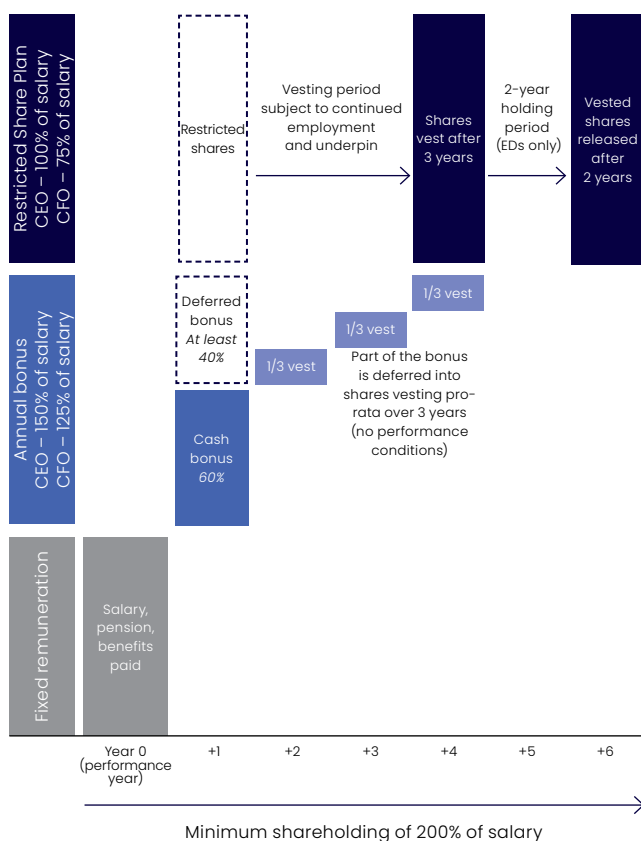 Restricted Share Plan
CEO – 100% of salary
CFO – 75% of salary
Restricted
shares
Vesting period
subject to continued
employment
and underpin
Shares
vest after
3 years
2-year
holding
period
(EDs only)
Vested
shares
released
after
2 years
Annual bonus
CEO – 150% of salary
CFO – 125% of salary
Deferred
bonus
At least
40%
Cash
bonus
60%
1/3 vest
1/3 vest
1/3 vest
Part of the bonus
is deferred into
shares vesting pro-
rata over 3 years
(no performance
conditions)
Fixed remuneration
Salary,
pension,
benefits
paid
Year 0
(performance
year)
+1
+2
+3
+4
+5
+6
Minimum shareholding of 200% of salary